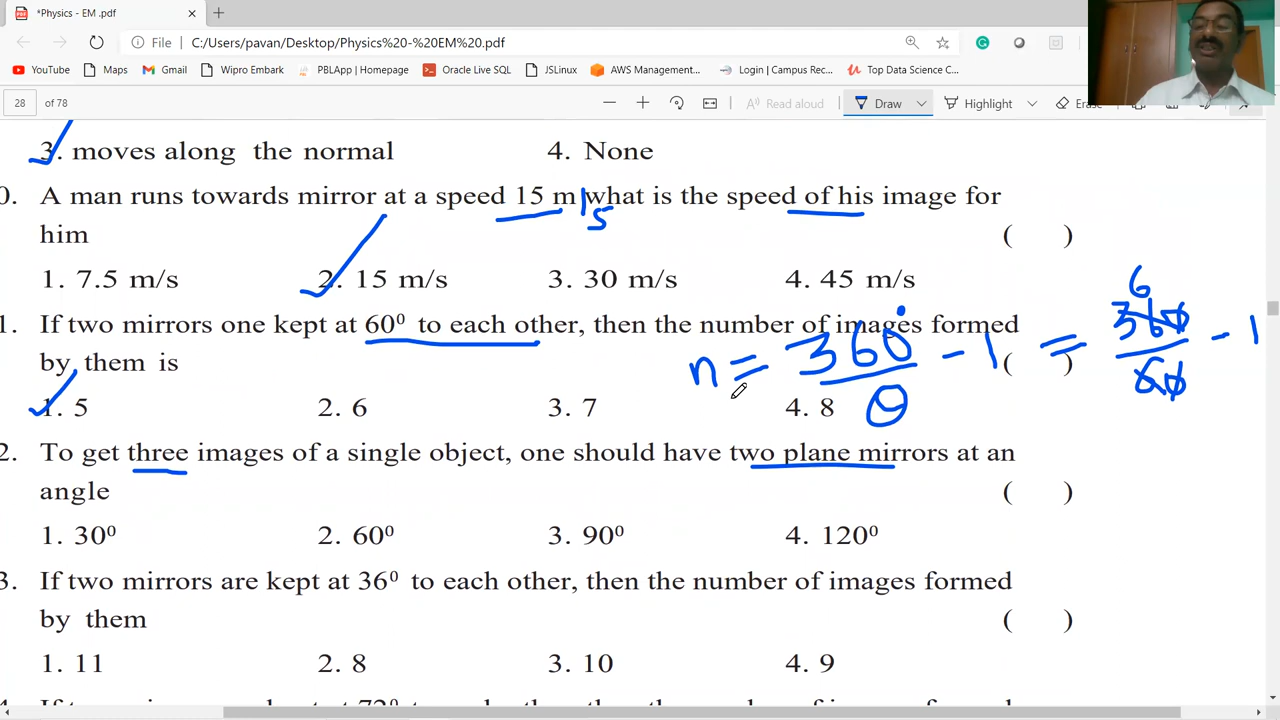 *Physics - EM .pdf
File C:/Users/pavan/Desktop/Physics%20-%20EM%20.pdf
YouTube Maps Gmail Wipro Embark PBLApp | Homepage Oracle Live SQL JSLinux AWS Management... Login | Campus Rec... Top Data Science C...
28 of 78 Read aloud Draw Highlight Erase
3. moves along the normal 4. None
0. A man runs towards mirror at a speed 15 m/s what is the speed of his image for
him ( )
1. 7.5 m/s 2. 15 m/s 3. 30 m/s 4. 45 m/s
1. If two mirrors one kept at 60⁰ to each other, then the number of images formed
by them is ( )
n = 360°/θ - 1 = 360/60 - 1
6
1. 5 2. 6 3. 7 4. 8
2. To get three images of a single object, one should have two plane mirrors at an
angle ( )
1. 30⁰ 2. 60⁰ 3. 90⁰ 4. 120⁰
3. If two mirrors are kept at 36⁰ to each other, then the number of images formed
by them ( )
1. 11 2. 8 3. 10 4. 9